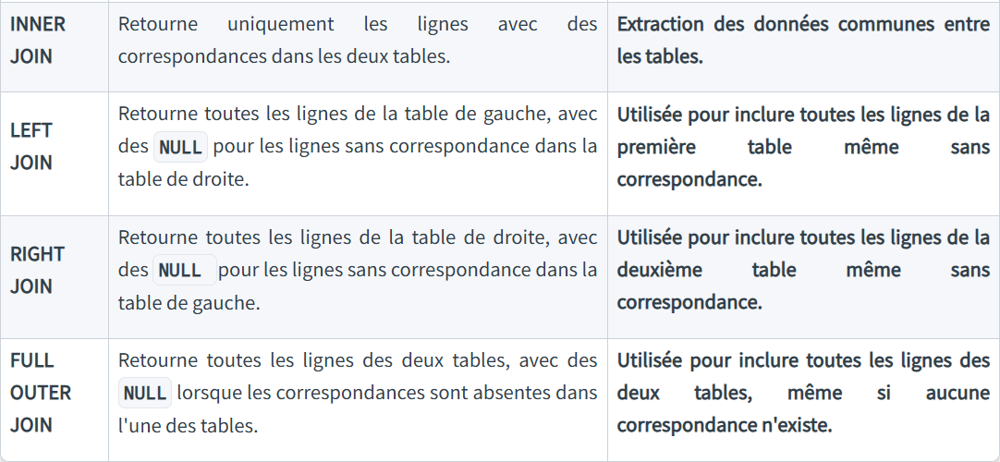 INNER JOIN
Retourne uniquement les lignes avec des
correspondances dans les deux tables.
Extraction des données communes entre
les tables.
LEFT JOIN
Retourne toutes les lignes de la table de gauche, avec
des NULL pour les lignes sans correspondance dans la
table de droite.
Utilisée pour inclure toutes les lignes de la
première table même sans
correspondance.
RIGHT JOIN
Retourne toutes les lignes de la table de droite, avec
des NULL pour les lignes sans correspondance dans la
table de gauche.
Utilisée pour inclure toutes les lignes de la
deuxième table même sans
correspondance.
FULL OUTER JOIN
Retourne toutes les lignes des deux tables, avec des
NULL lorsque les correspondances sont absentes dans
l'une des tables.
Utilisée pour inclure toutes les lignes des
deux tables, même si aucune
correspondance n'existe.